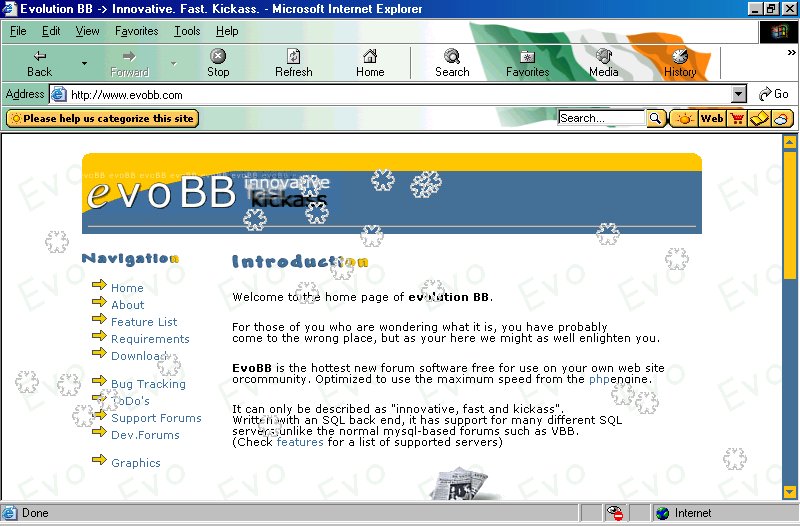 Evolution BB -> Innovative. Fast. Kickass. - Microsoft Internet Explorer
File Edit View Favorites Tools Help
Back Forward Stop Refresh Home Search Favorites Media History
Address http://www.evobb.com Go
Please help us categorize this site Search... Web
evoBB innovative
kickass
Navigation
Home
About
Feature List
Requirements
Downloads
Bug Tracking
ToDo's
Support Forums
Dev.Forums
Graphics
Introduction
Welcome to the home page of evolution BB.
For those of you who are wondering what it is, you have probably
come to the wrong place, but as your here we might as well enlighten you.
EvoBB is the hottest new forum software free for use on your own web site
orcommunity. Optimized to use the maximum speed from the phpengine.
It can only be described as "innovative, fast and kickass".
Written with an SQL back end, it has support for many different SQL
servers unlike the normal mysql-based forums such as VBB.
(Check features for a list of supported servers)
Done Internet